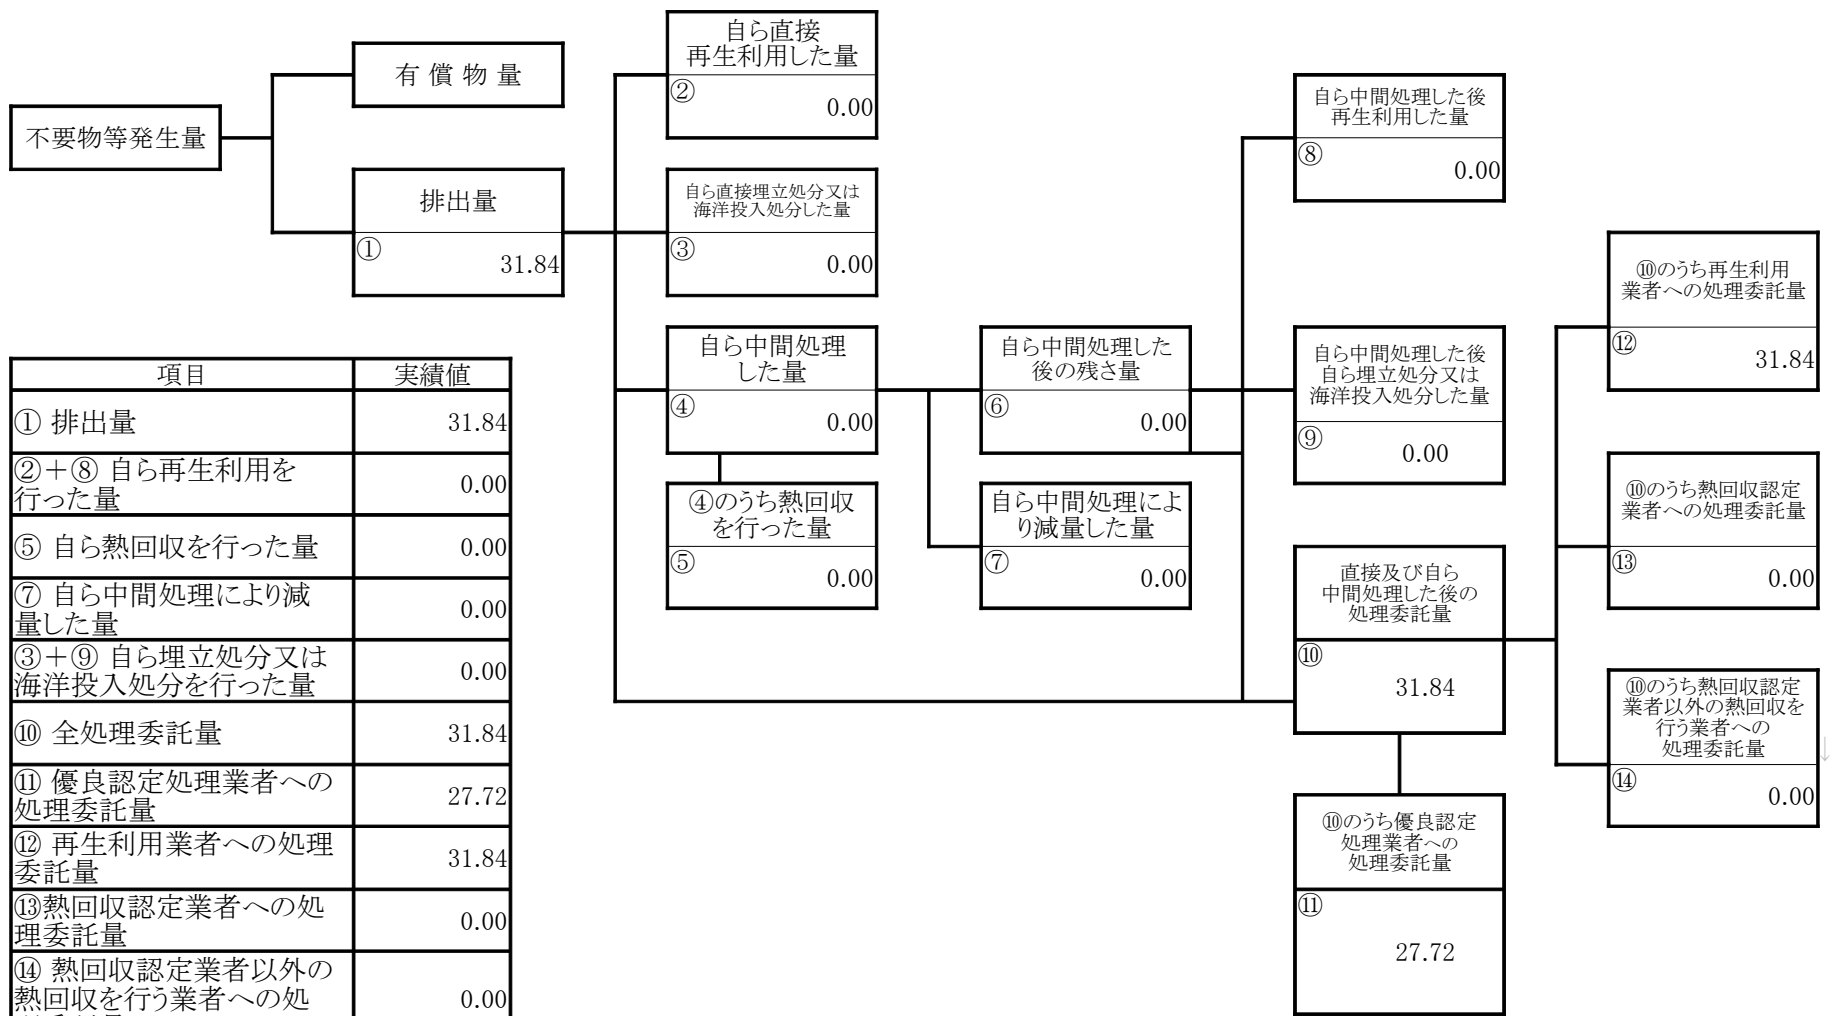 自ら直接
再生利用した量
②
0.00
有 償 物 量
不要物等発生量
排出量
①
31.84
自ら直接埋立処分又は
海洋投入処分した量
③
0.00
自ら中間処理した後
再生利用した量
⑧
0.00
⑩のうち再生利用
業者への処理委託量
⑫
31.84
自ら中間処理
した量
④
0.00
自ら中間処理した
後の残さ量
⑥
0.00
自ら中間処理した後
自ら埋立処分又は
海洋投入処分した量
⑨
0.00
④のうち熱回収
を行った量
⑤
0.00
自ら中間処理によ
り減量した量
⑦
0.00
⑩のうち熱回収認定
業者への処理委託量
⑬
0.00
直接及び自ら
中間処理した後の
処理委託量
⑩
31.84
⑩のうち熱回収認定
業者以外の熱回収を
行う業者への
処理委託量
⑭
0.00
↓
⑩のうち優良認定
処理業者への
処理委託量
⑪
27.72
項目 実績値
① 排出量 31.84
②＋⑧ 自ら再生利用を
行った量 0.00
⑤ 自ら熱回収を行った量 0.00
⑦ 自ら中間処理により減
量した量 0.00
③＋⑨ 自ら埋立処分又は
海洋投入処分を行った量 0.00
⑩ 全処理委託量 31.84
⑪ 優良認定処理業者への
処理委託量 27.72
⑫ 再生利用業者への処理
委託量 31.84
⑬熱回収認定業者への処
理委託量 0.00
⑭ 熱回収認定業者以外の
熱回収を行う業者への処 0.00